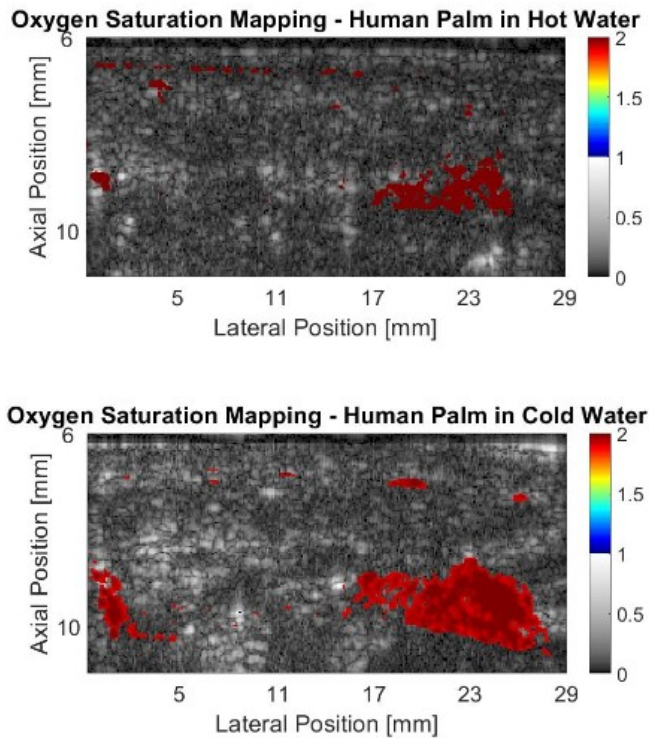 Oxygen Saturation Mapping - Human Palm in Hot Water
6
10
Axial Position [mm]
5 11 17 23 29
Lateral Position [mm]
2
1.5
1
0.5
0
Oxygen Saturation Mapping - Human Palm in Cold Water
6
10
Axial Position [mm]
5 11 17 23 29
Lateral Position [mm]
2
1.5
1
0.5
0